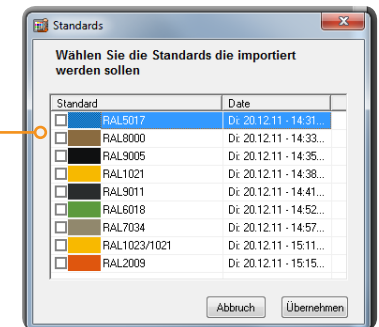 Standards
Wählen Sie die Standards die importiert
werden sollen
Standard Date
RAL5017 Di: 20.12.11 - 14:31...
RAL8000 Di: 20.12.11 - 14:33...
RAL9005 Di: 20.12.11 - 14:35...
RAL1021 Di: 20.12.11 - 14:38...
RAL9011 Di: 20.12.11 - 14:41...
RAL6018 Di: 20.12.11 - 14:52...
RAL7034 Di: 20.12.11 - 14:57...
RAL1023/1021 Di: 20.12.11 - 15:11...
RAL2009 Di: 20.12.11 - 15:15...
Abbruch Übernehmen